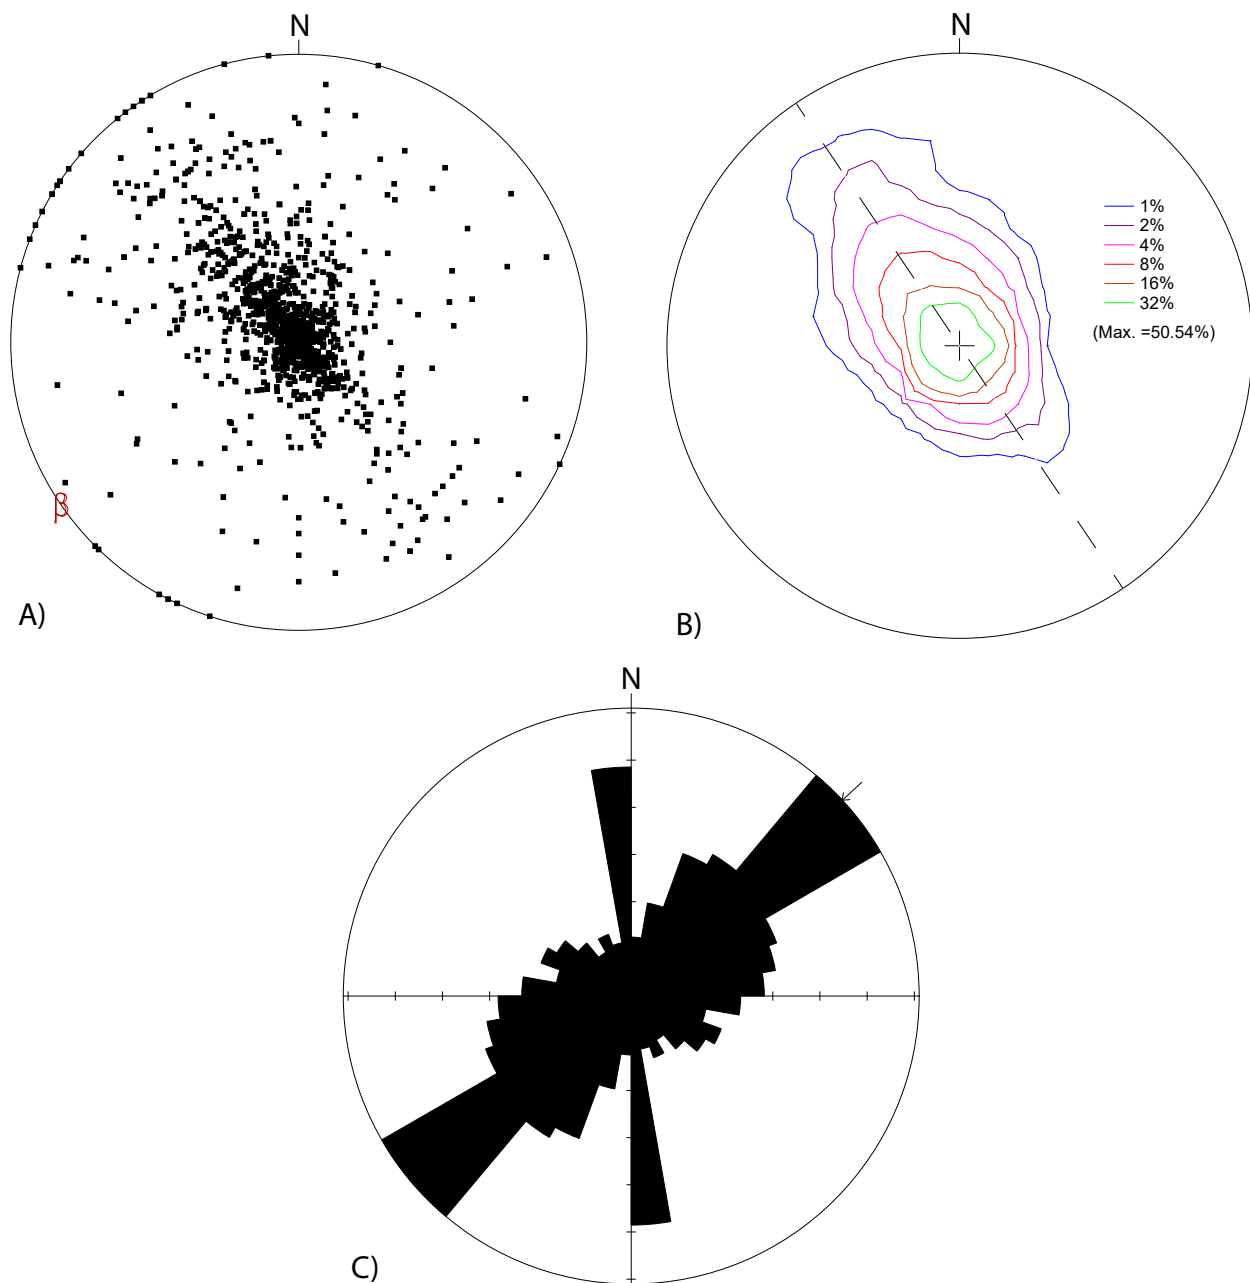 N
N
1%
2%
4%
8%
16%
32%
(Max. =50.54%)
β
A)
B)
N
C)